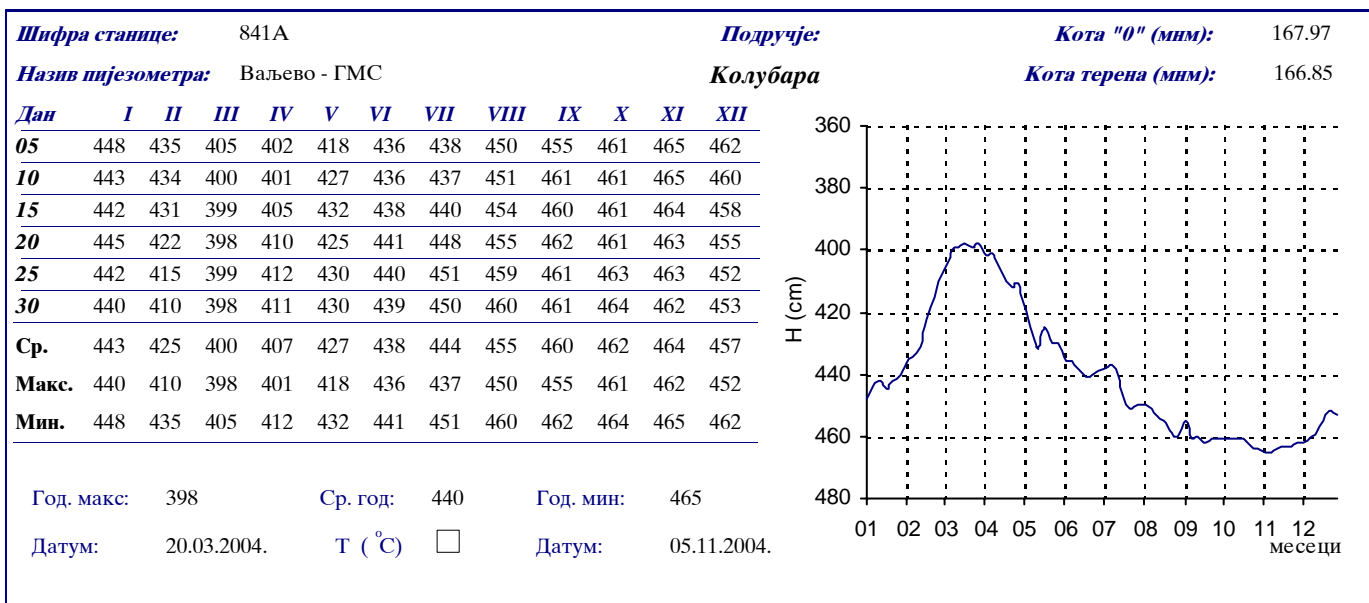 Шифра станице: 841А Подручје: Кота "0" (мнм): 167.97
Назив пијезометра: Ваљево - ГМС Колубара Кота терена (мнм): 166.85
Дан I II III IV V VI VII VIII IX X XI XII
05 448 435 405 402 418 436 438 450 455 461 465 462
10 443 434 400 401 427 436 437 451 461 461 465 460
15 442 431 399 405 432 438 440 454 460 461 464 458
20 445 422 398 410 425 441 448 455 462 461 463 455
25 442 415 399 412 430 440 451 459 461 463 463 452
30 440 410 398 411 430 439 450 460 461 464 462 453
Ср. 443 425 400 407 427 438 444 455 460 462 464 457
Макс. 440 410 398 401 418 436 437 450 455 461 462 452
Мин. 448 435 405 412 432 441 451 460 462 464 465 462
Год. макс: 398 Ср. год: 440 Год. мин: 465
Датум: 20.03.2004. Т ( °C) Датум: 05.11.2004.
H (cm)
360
380
400
420
440
460
480
01 02 03 04 05 06 07 08 09 10 11 12
месеци